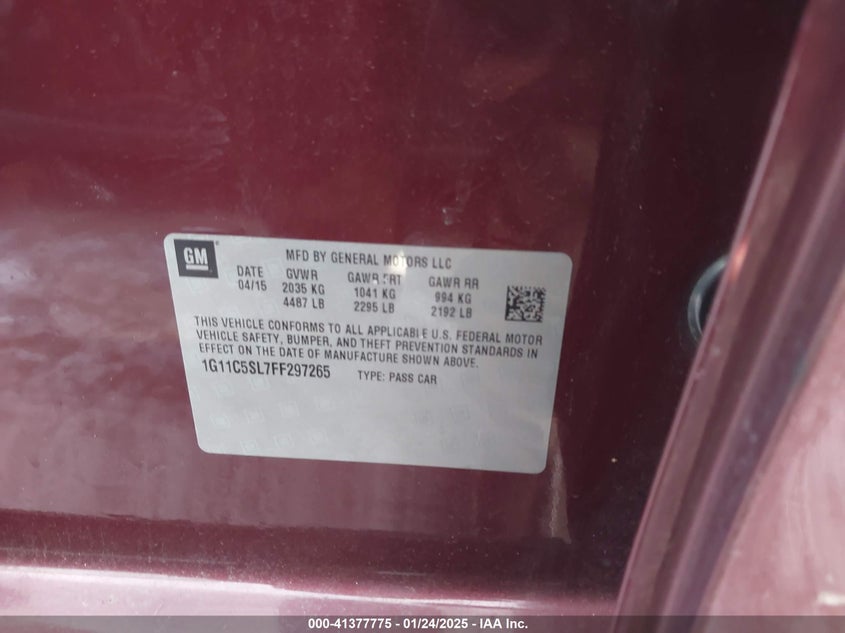 GM
MFD BY GENERAL MOTORS LLC
DATE GVWR GAWR FRT GAWR RR
04/15 2035 KG 1041 KG 994 KG
4487 LB 2295 LB 2192 LB
THIS VEHICLE CONFORMS TO ALL APPLICABLE U.S. FEDERAL MOTOR
VEHICLE SAFETY, BUMPER, AND THEFT PREVENTION STANDARDS IN
EFFECT ON THE DATE OF MANUFACTURE SHOWN ABOVE.
1G11C5SL7FF297265 TYPE: PASS CAR
000-41377775 - 01/24/2025 - IAA Inc.